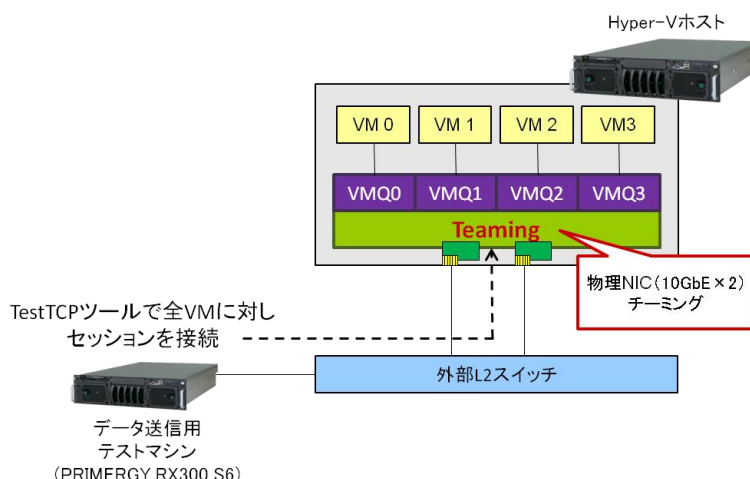 Hyper-Vホスト
VM 0
VM 1
VM 2
VM3
VMQ0
VMQ1
VMQ2
VMQ3
Teaming
物理NIC(10GbE×2)
チーミング
TestTCPツールで全VMに対し
セッションを接続
外部L2スイッチ
データ送信用
テストマシン
(PRIMERGY RX300 S6)